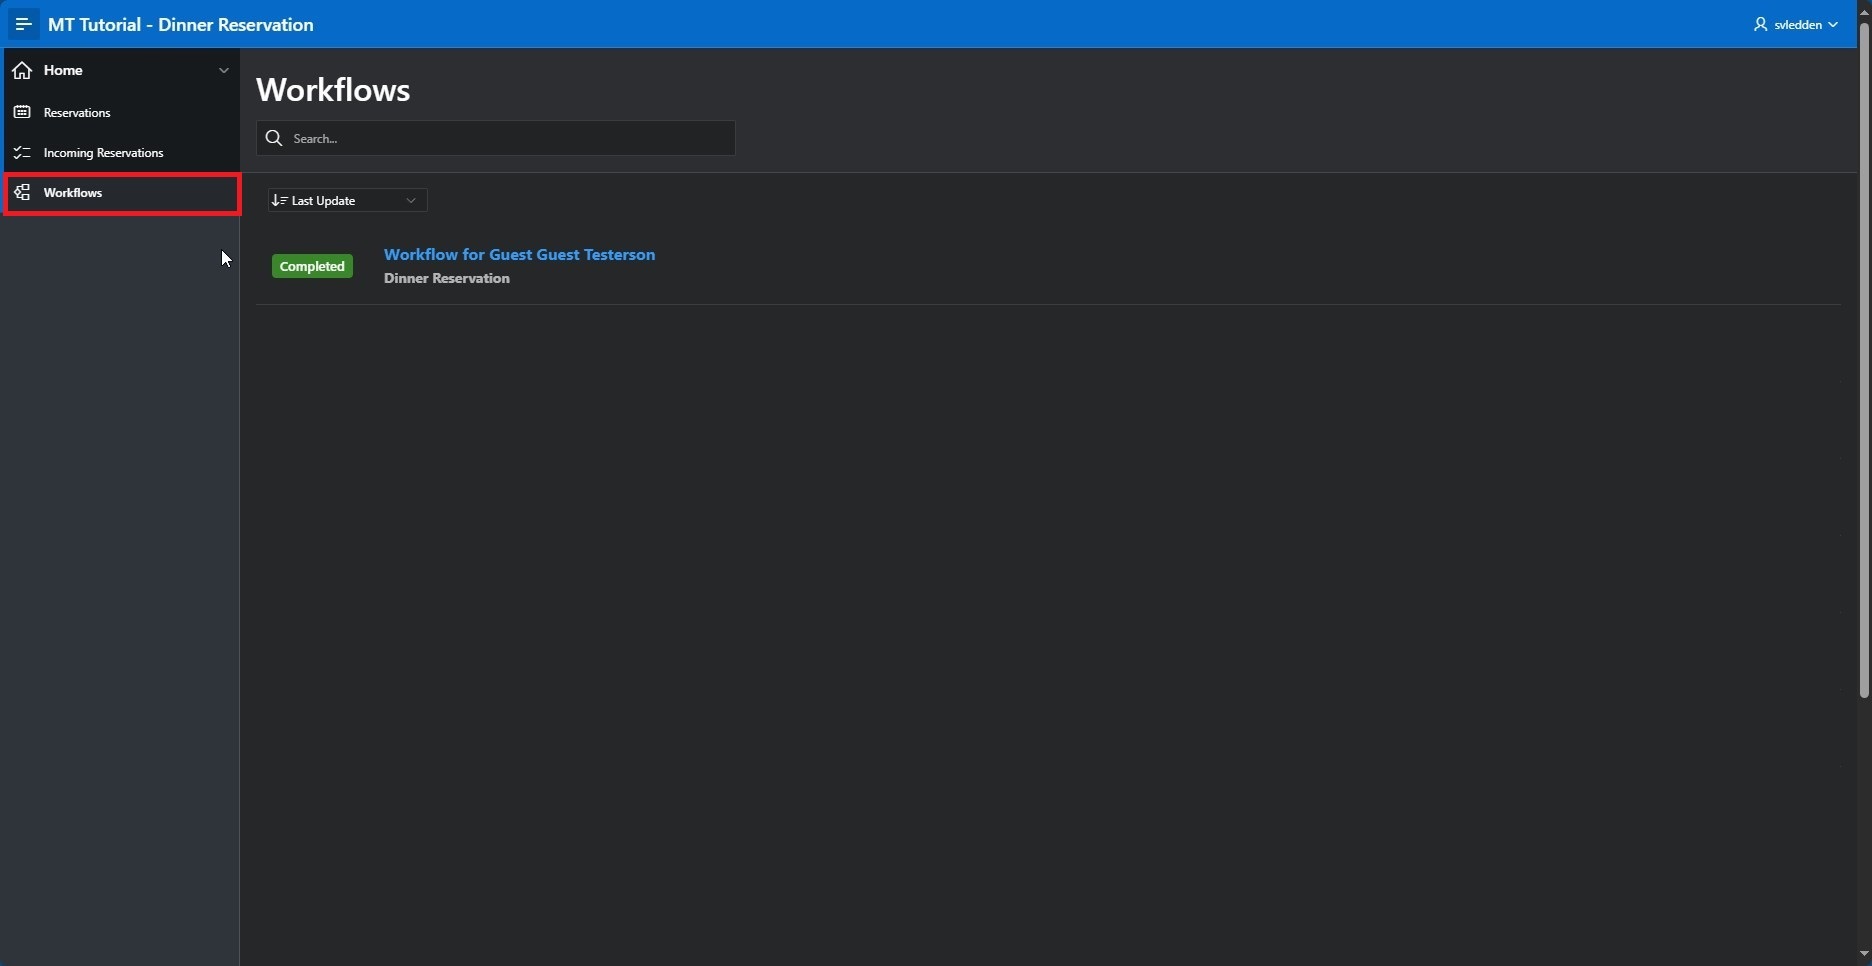 MT Tutorial - Dinner Reservation
svledden
Home
Reservations
Incoming Reservations
Workflows
Workflows
Search...
Last Update
Completed
Workflow for Guest Guest Testerson
Dinner Reservation